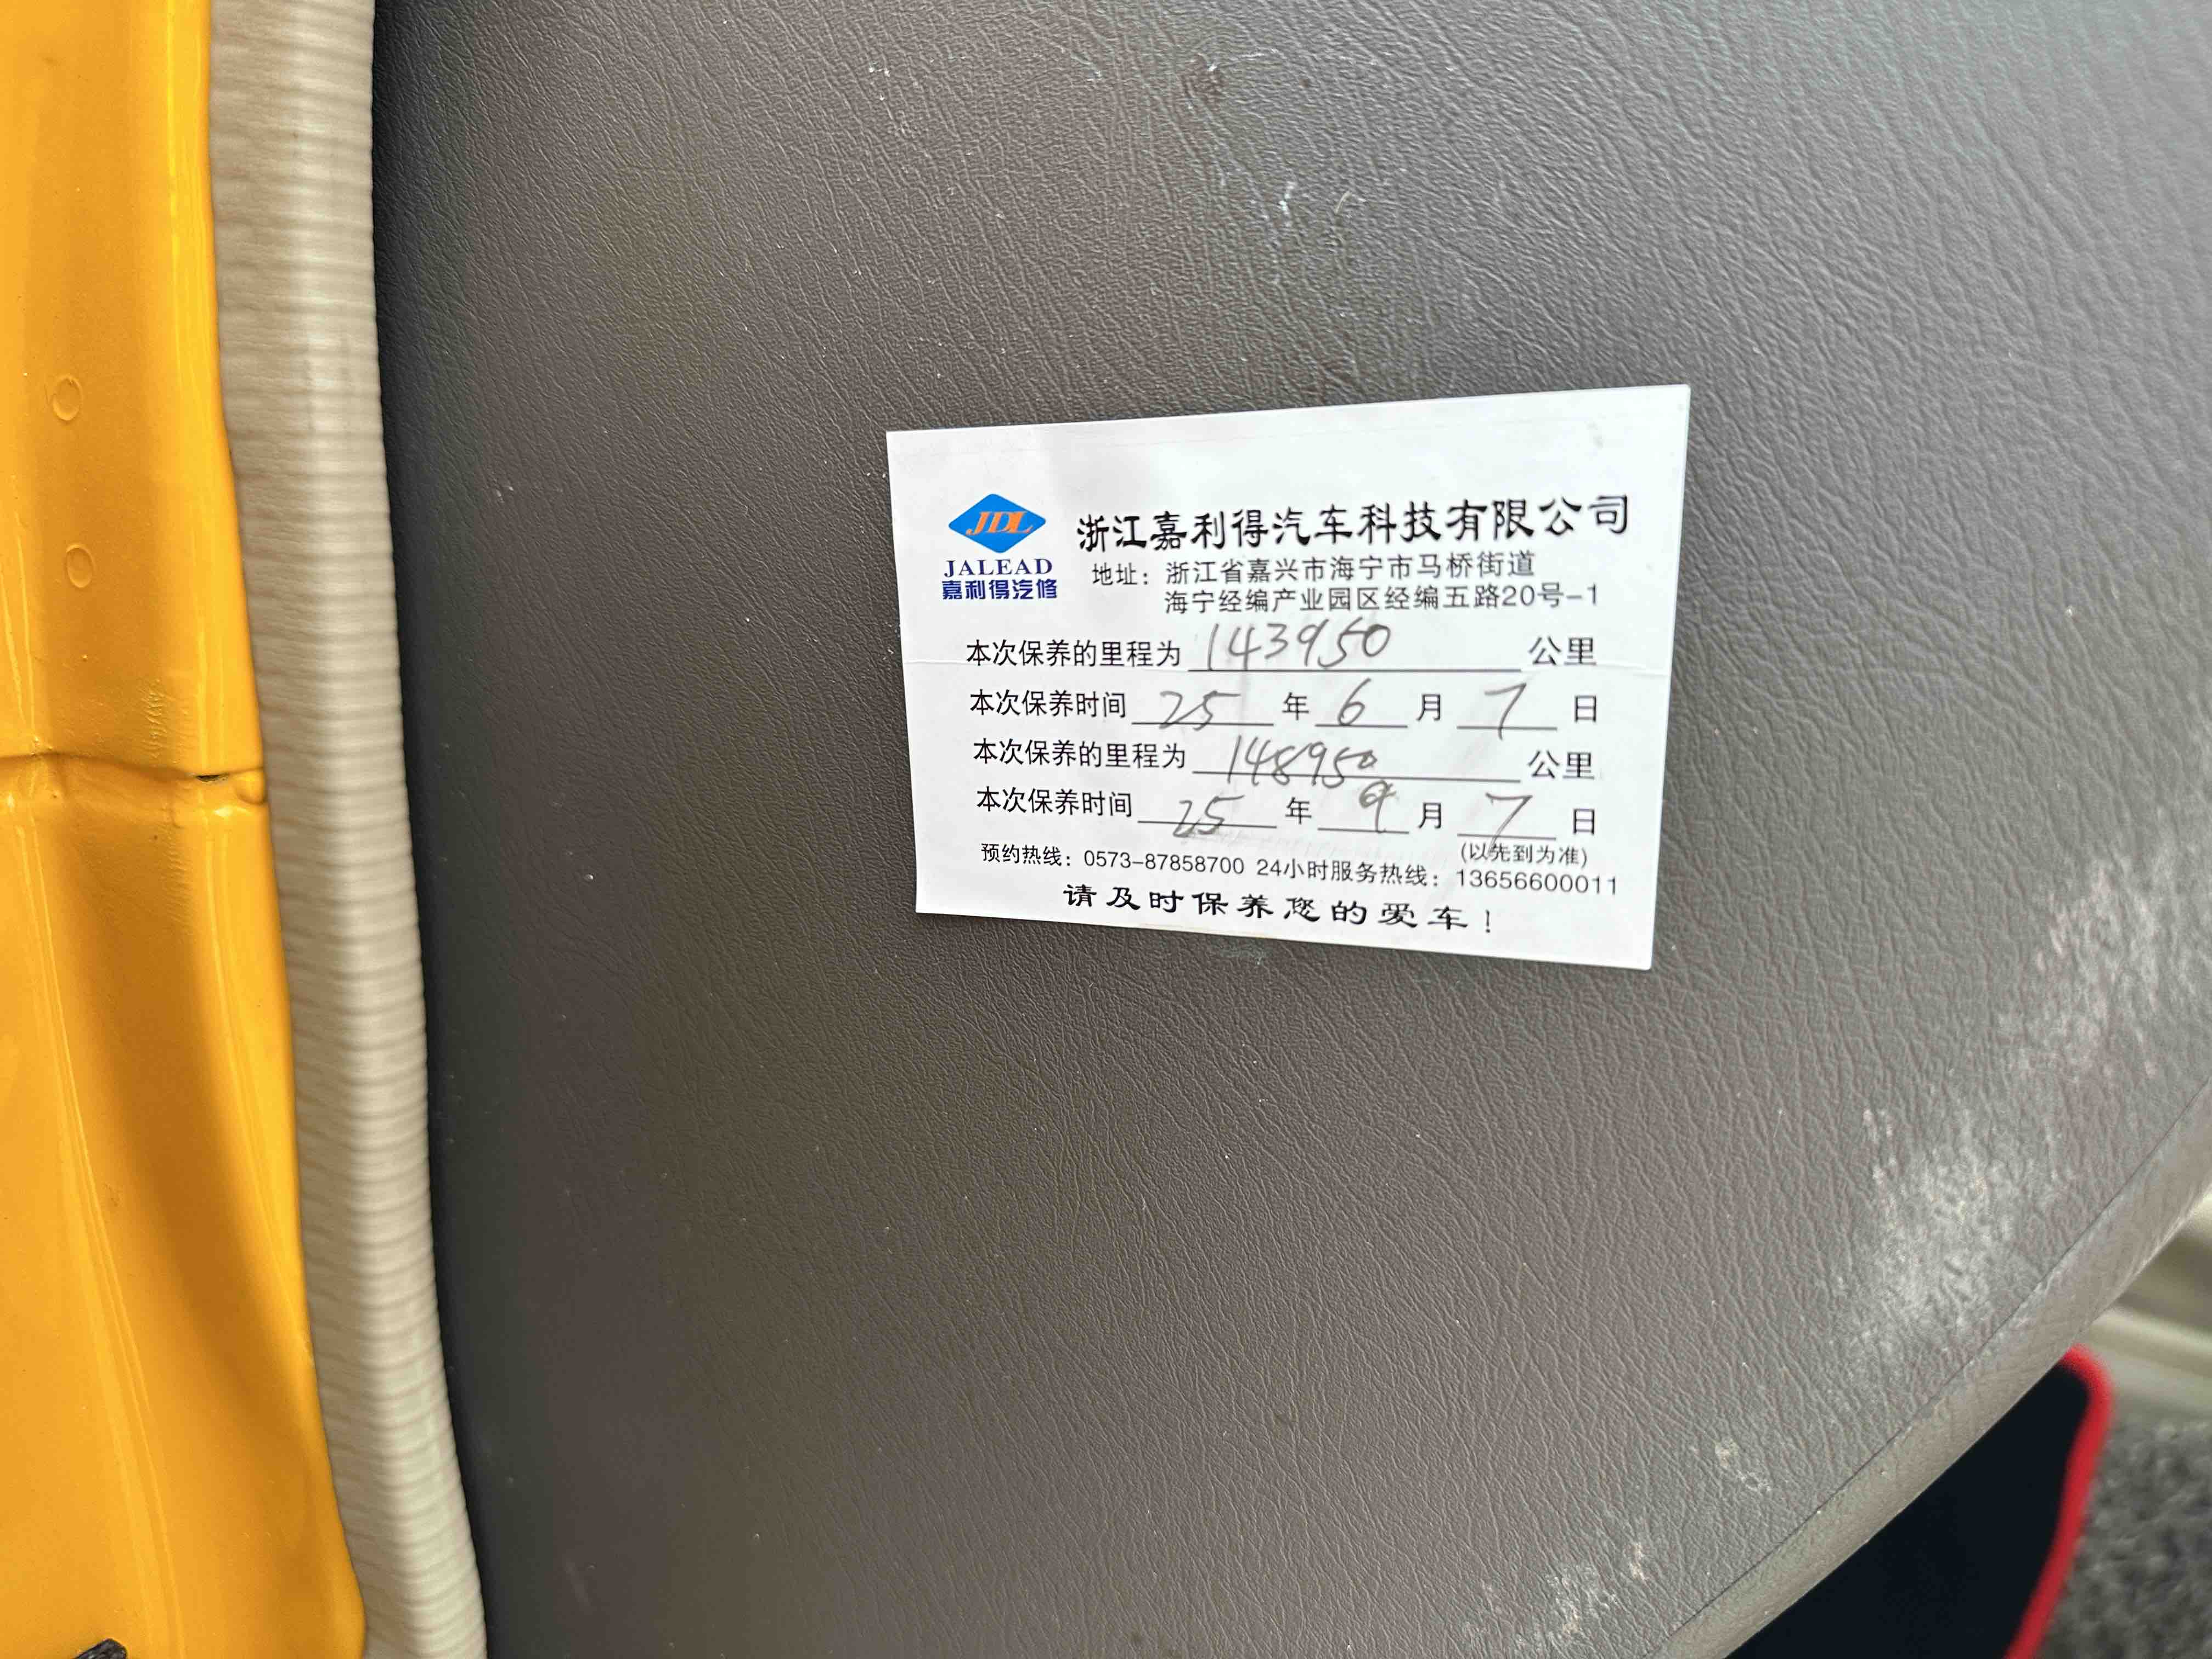 JDL
JALEAD
嘉利得汽修
浙江嘉利得汽车科技有限公司
地址：浙江省嘉兴市海宁市马桥街道
海宁经编产业园区经编五路20号-1
本次保养的里程为 143950 公里
本次保养时间 25 年 6 月 7 日
本次保养的里程为 148950 公里
本次保养时间 25 年 9 月 7 日
(以先到为准)
预约热线：0573-87858700 24小时服务热线：13656600011
请及时保养您的爱车！